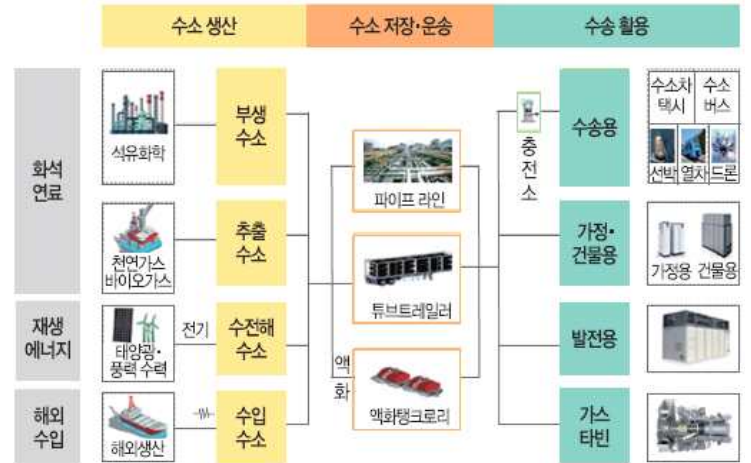 수소 생산
수소 저장·운송
수송 활용
화석
연료
석유화학
부생
수소
천연가스
바이오가스
추출
수소
재생
에너지
태양광·
풍력 수력
전기
수전해
수소
해외
수입
해외생산
수입
수소
파이프 라인
튜브트레일러
액화
액화탱크로리
충전소
수송용
수소차
택시
수소
버스
선박
열차
드론
가정·
건물용
가정용
건물용
발전용
가스
타빈